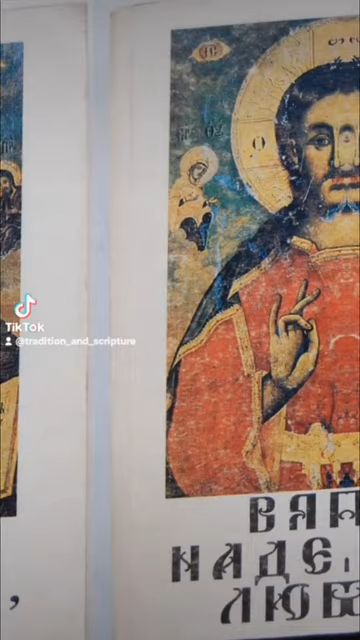 TikTok
@tradition_and_scripture
ВЯР
НАДЕ
ЛЮБ
,